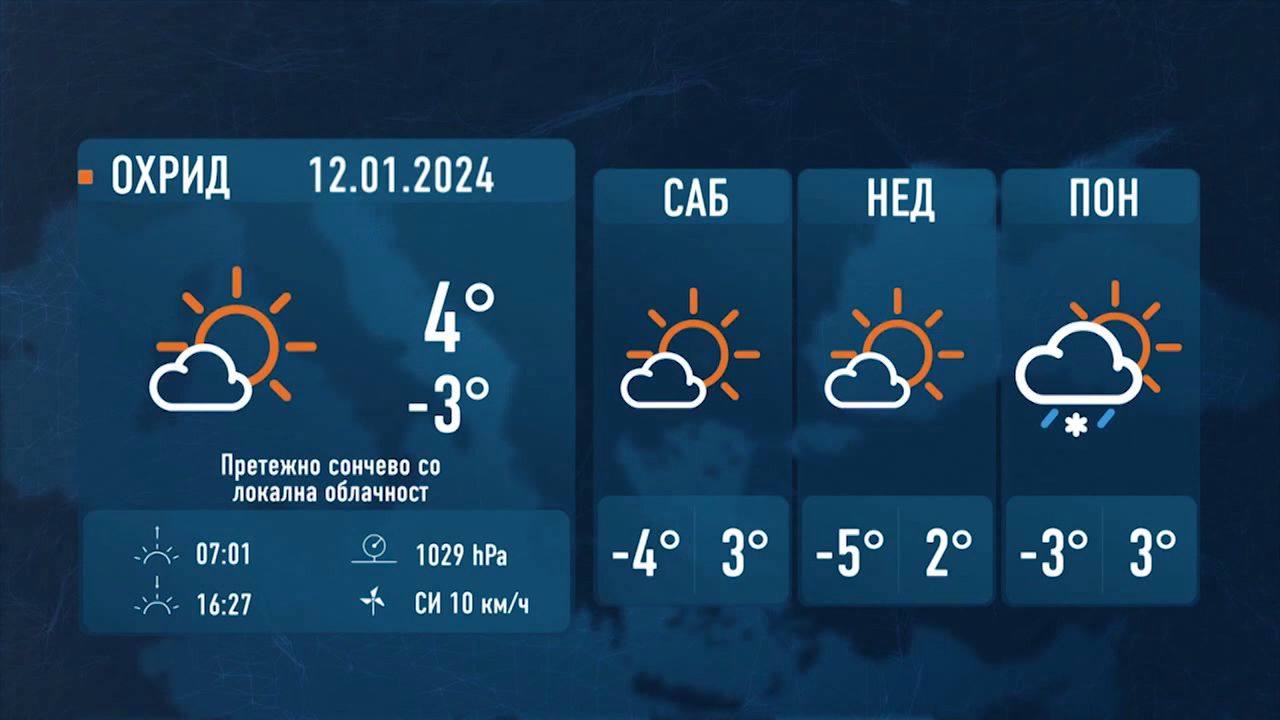 ОХРИД 12.01.2024
4°
-3°
Претежно сончево со
локална облачност
07:01 1029 hPa
16:27 СИ 10 км/ч
САБ НЕД ПОН
-4° 3° -5° 2° -3° 3°